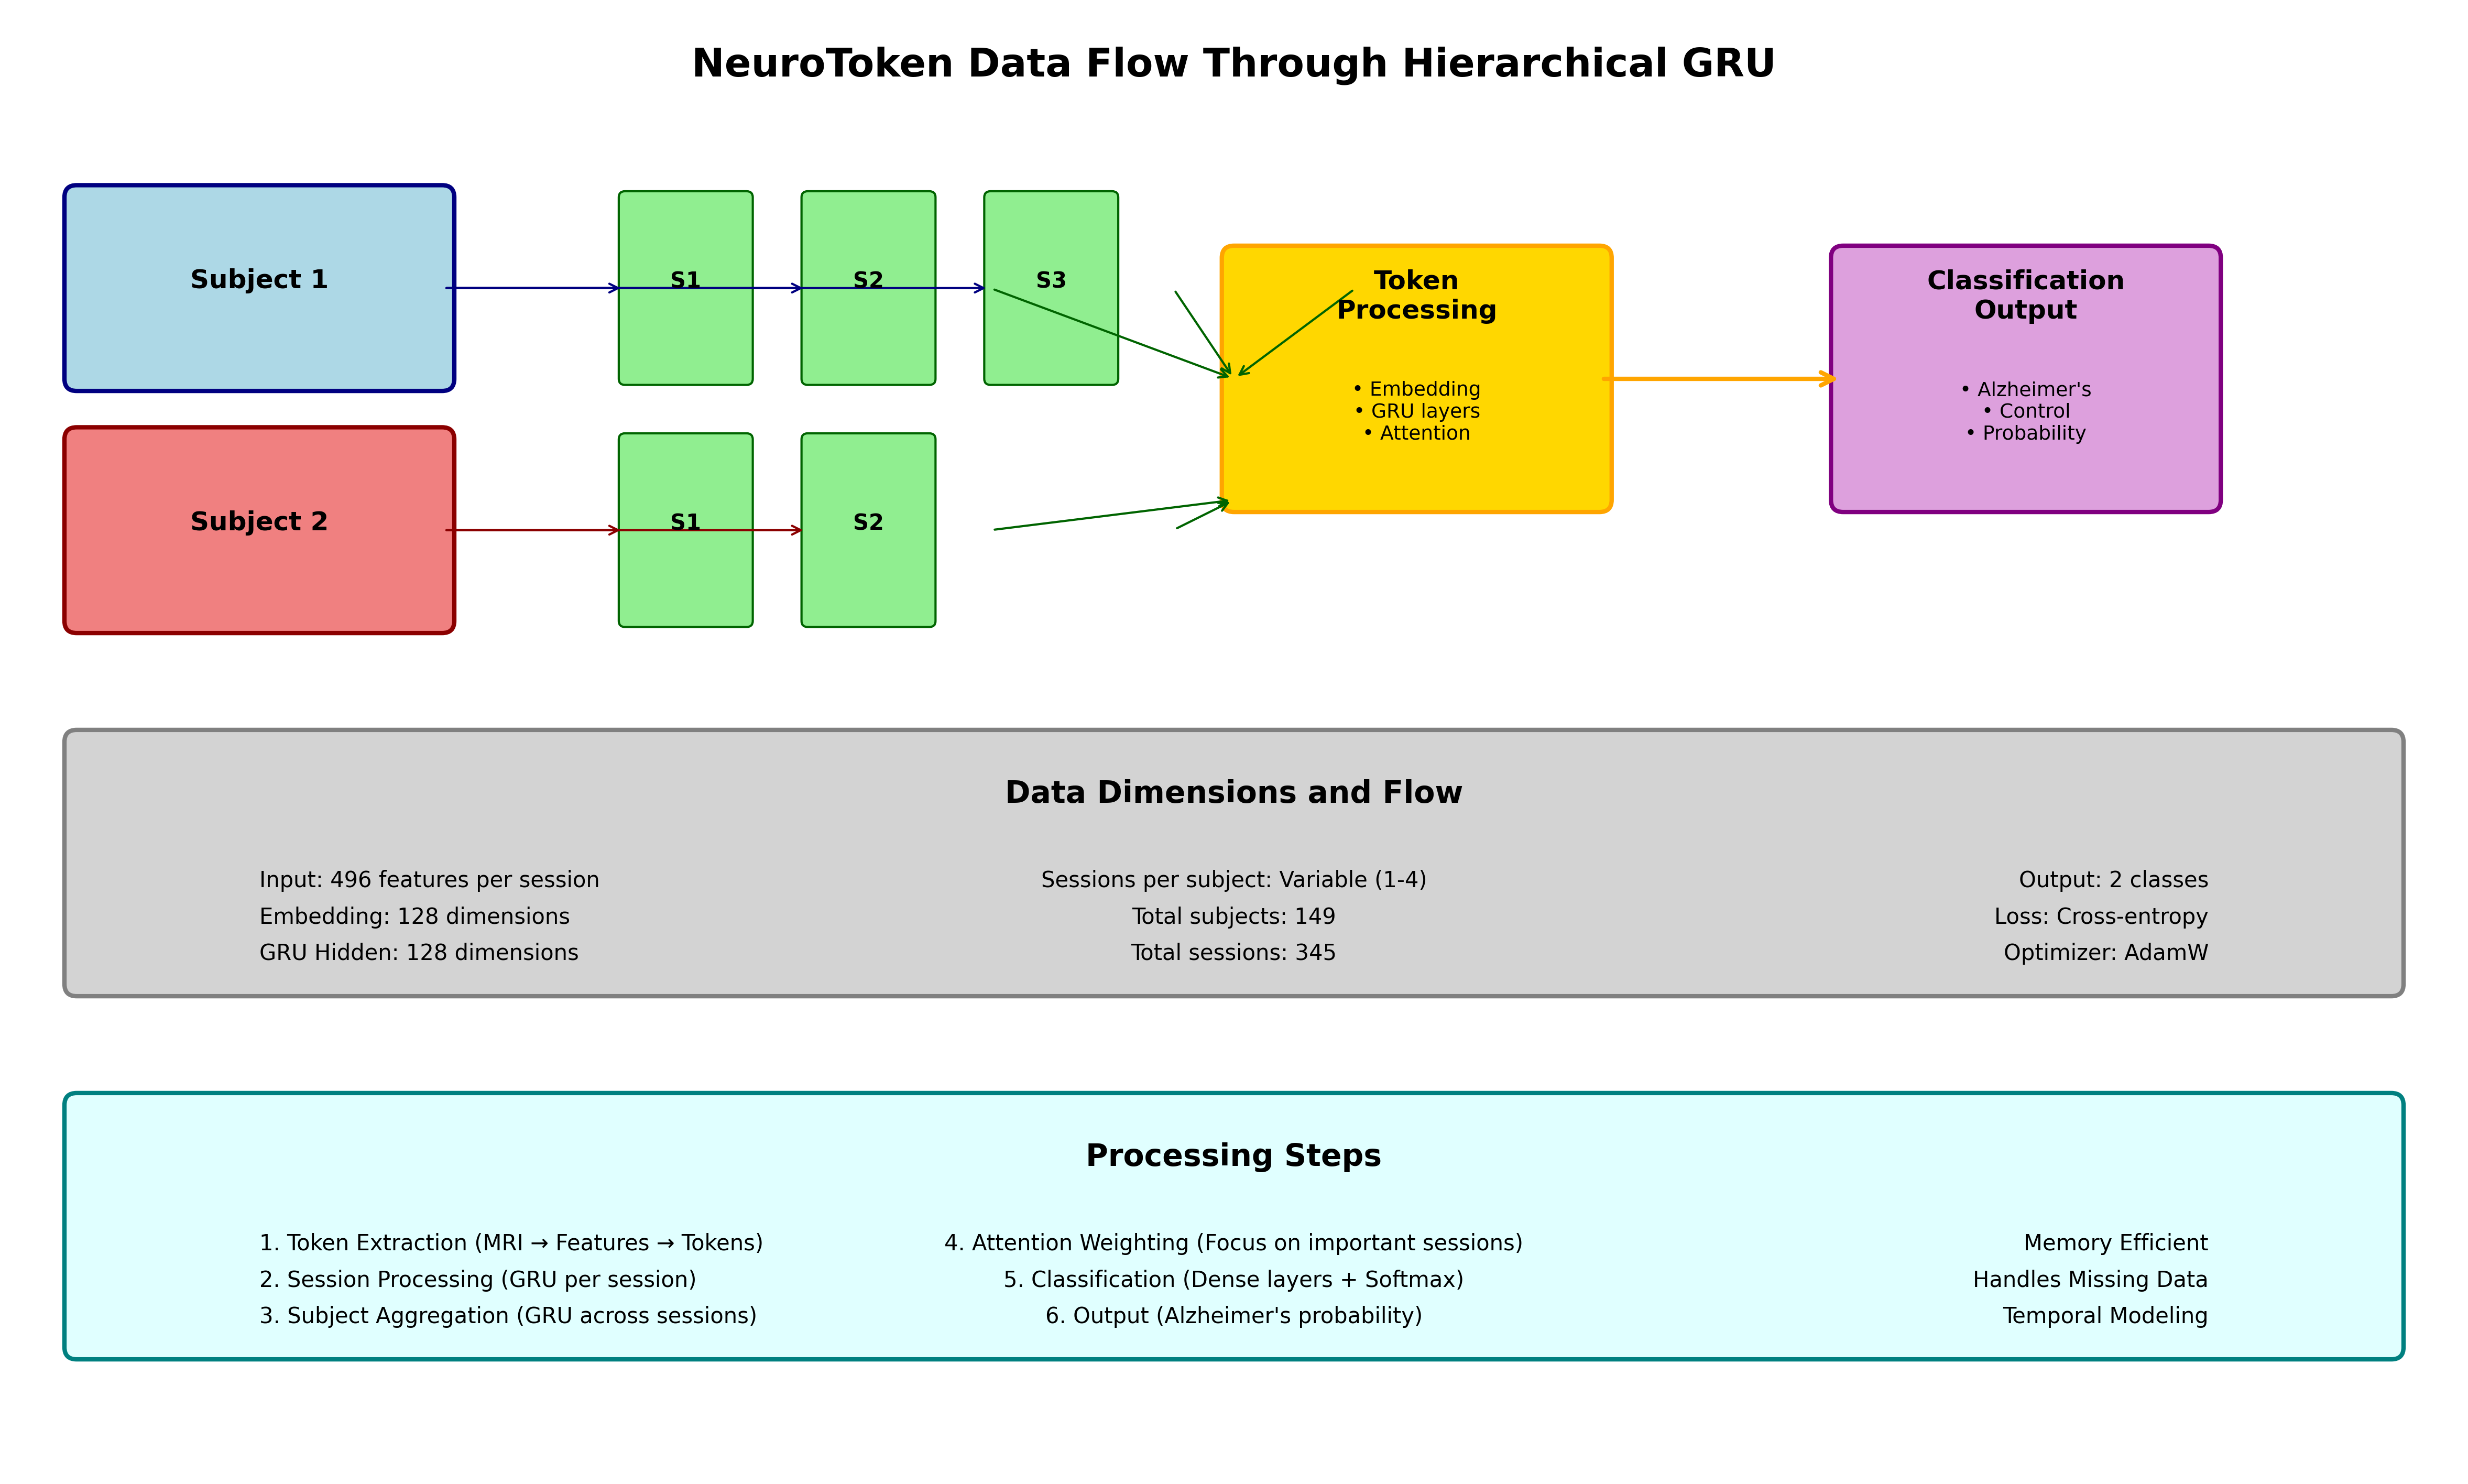 NeuroToken Data Flow Through Hierarchical GRU
Subject 1
S1
S2
S3
Subject 2
S1
S2
Token
Processing
• Embedding
• GRU layers
• Attention
Classification
Output
• Alzheimer's
• Control
• Probability
Data Dimensions and Flow
Input: 496 features per session
Embedding: 128 dimensions
GRU Hidden: 128 dimensions
Sessions per subject: Variable (1-4)
Total subjects: 149
Total sessions: 345
Output: 2 classes
Loss: Cross-entropy
Optimizer: AdamW
Processing Steps
1. Token Extraction (MRI → Features → Tokens)
2. Session Processing (GRU per session)
3. Subject Aggregation (GRU across sessions)
4. Attention Weighting (Focus on important sessions)
5. Classification (Dense layers + Softmax)
6. Output (Alzheimer's probability)
Memory Efficient
Handles Missing Data
Temporal Modeling